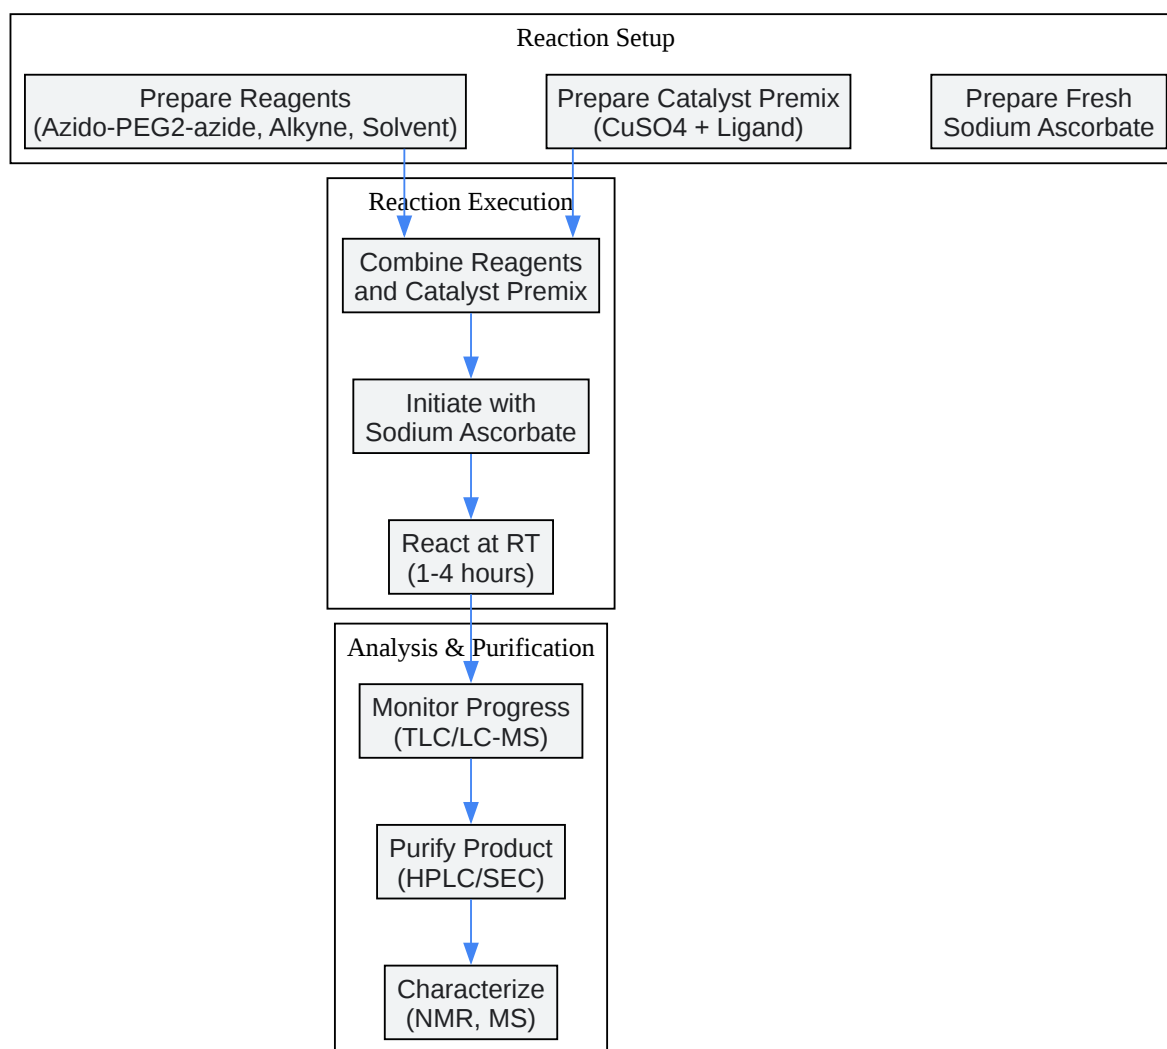 Reaction Setup
Prepare Reagents
(Azido-PEG2-azide, Alkyne, Solvent)
Prepare Catalyst Premix
(CuSO4 + Ligand)
Prepare Fresh
Sodium Ascorbate
Reaction Execution
Combine Reagents
and Catalyst Premix
Initiate with
Sodium Ascorbate
React at RT
(1-4 hours)
Analysis & Purification
Monitor Progress
(TLC/LC-MS)
Purify Product
(HPLC/SEC)
Characterize
(NMR, MS)